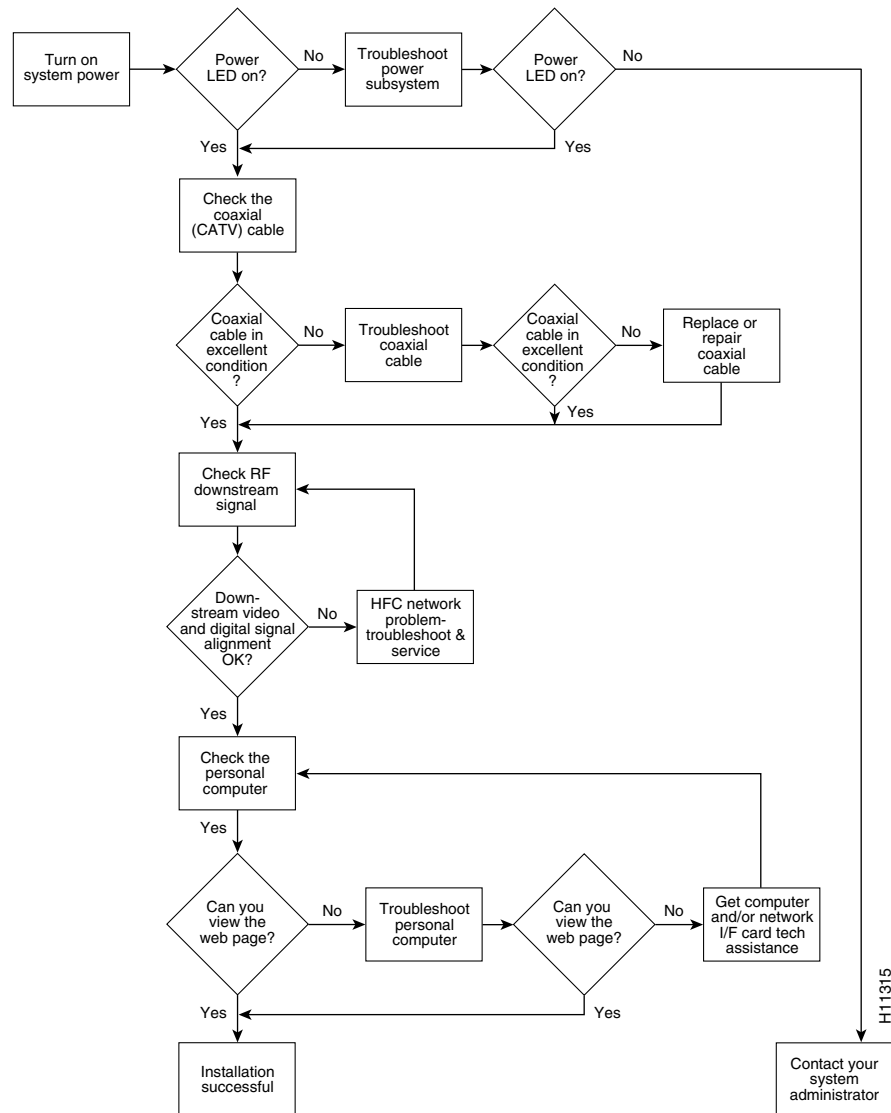 Turn on
system power
Power
LED on?
No
Troubleshoot
power
subsystem
Power
LED on?
No
Yes
Yes
Check the
coaxial
(CATV) cable
Coaxial
cable in
excellent
condition
?
No
Troubleshoot
coaxial
cable
Coaxial
cable in
excellent
condition
?
No
Replace or
repair
coaxial
cable
Yes
Yes
Check RF
downstream
signal
Down-
stream video
and digital signal
alignment
OK?
No
HFC network
problem-
troubleshoot &
service
Yes
Check the
personal
computer
Yes
Can you
view the
web page?
No
Troubleshoot
personal
computer
Can you
view the
web page?
No
Get computer
and/or network
I/F card tech
assistance
Yes
Yes
Installation
successful
Contact your
system
administrator
H11315